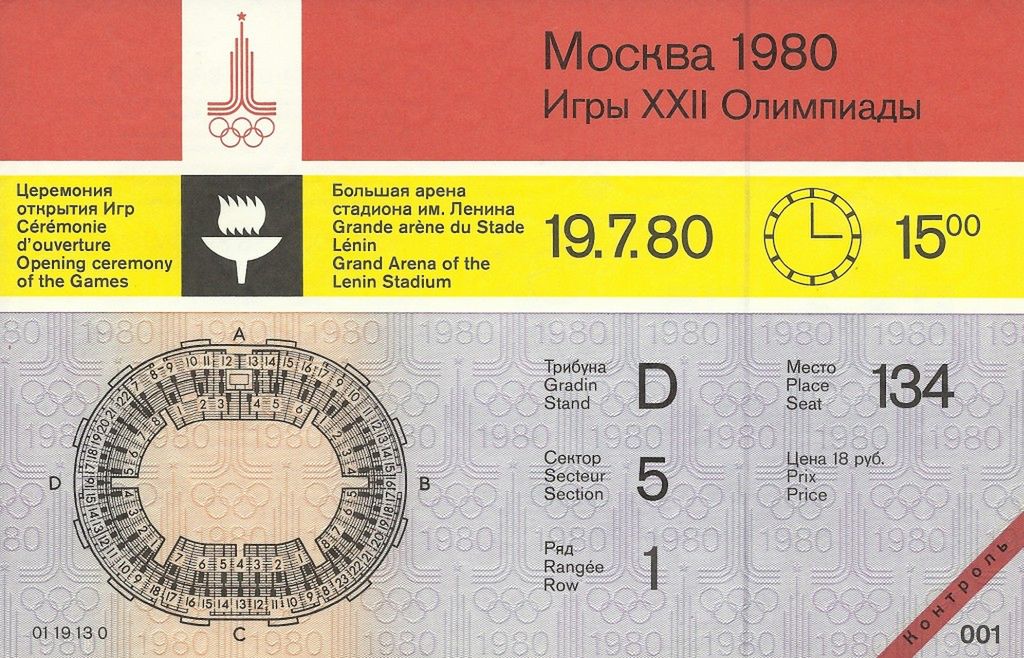 Москва 1980
Игры XXII Олимпиады
Церемония
открытия Игр
Cérémonie
d'ouverture
Opening ceremony
of the Games
Большая арена
стадиона им. Ленина
Grande arène du Stade
Lénin
Grand Arena of the
Lenin Stadium
19.7.80
15⁰⁰
A
B
C
D
Трибуна
Gradin
Stand
D
Место
Place
Seat
134
Сектор
Secteur
Section
5
Цена 18 руб.
Prix
Price
Ряд
Rangée
Row
1
01 19 13 0
Контроль
001